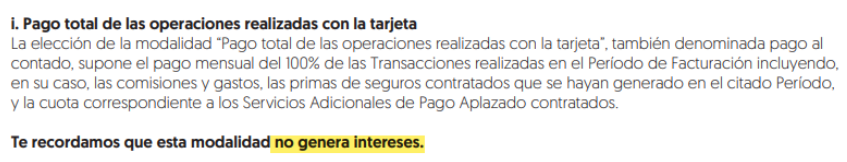 i. Pago total de las operaciones realizadas con la tarjeta
La elección de la modalidad “Pago total de las operaciones realizadas con la tarjeta”, también denominada pago al
contado, supone el pago mensual del 100% de las Transacciones realizadas en el Período de Facturación incluyendo,
en su caso, las comisiones y gastos, las primas de seguros contratados que se hayan generado en el citado Período,
y la cuota correspondiente a los Servicios Adicionales de Pago Aplazado contratados.
Te recordamos que esta modalidad no genera intereses.